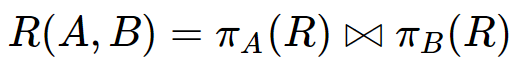 R(A, B) = π_A(R) ⋈ π_B(R)